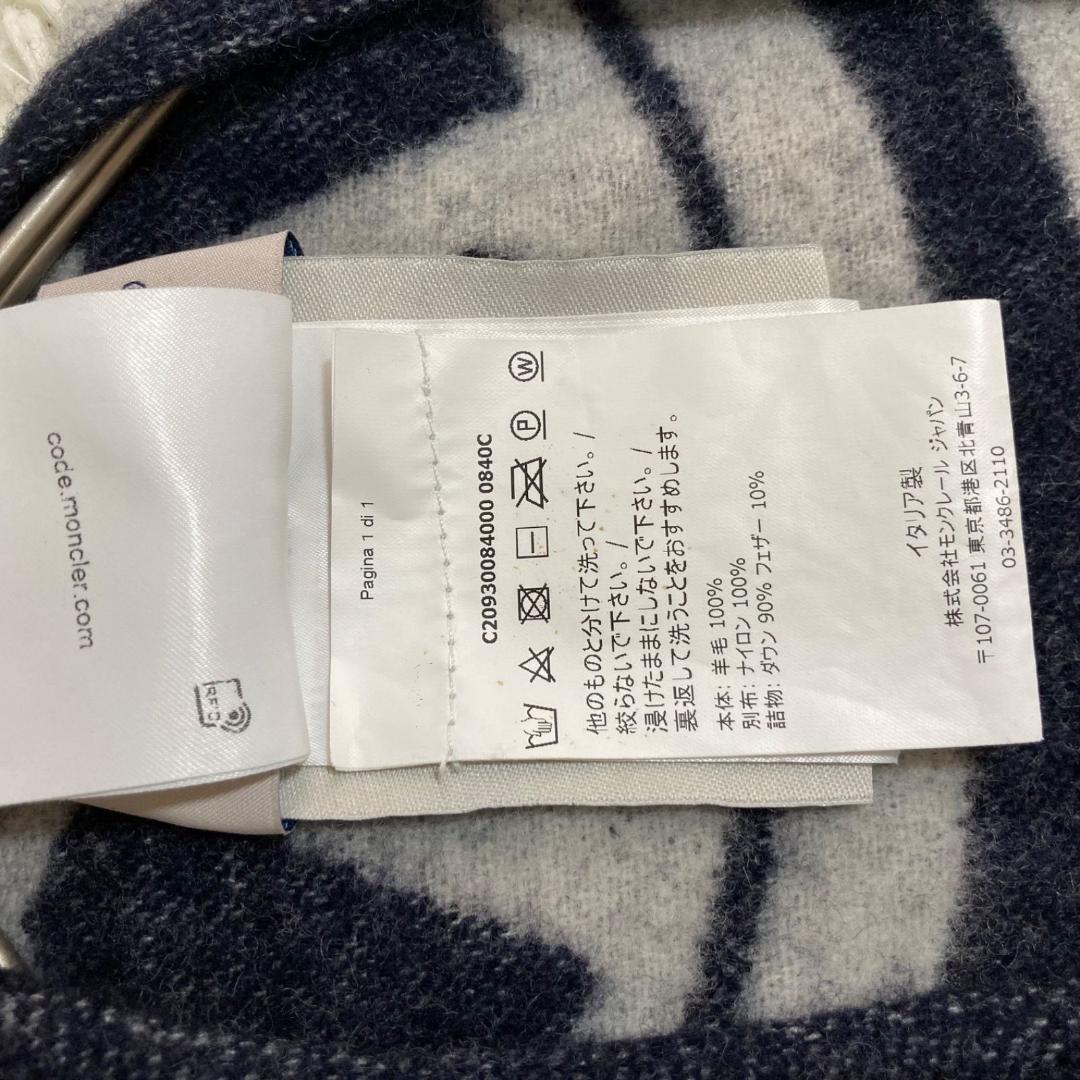 code.moncler.com
RFID
Pagina 1 di 1
C20930084000 0840C
W
P
他のものと分けて洗って下さい。/
絞らないで下さい。/
浸けたままにしないで下さい。/
裏返して洗うことをおすすめします。
本体: 羊毛 100%
別布: ナイロン 100%
詰物: ダウン 90% フェザー 10%
イタリア製
株式会社モンクレール ジャパン
〒107-0061 東京都港区北青山3-6-7
03-3486-2110